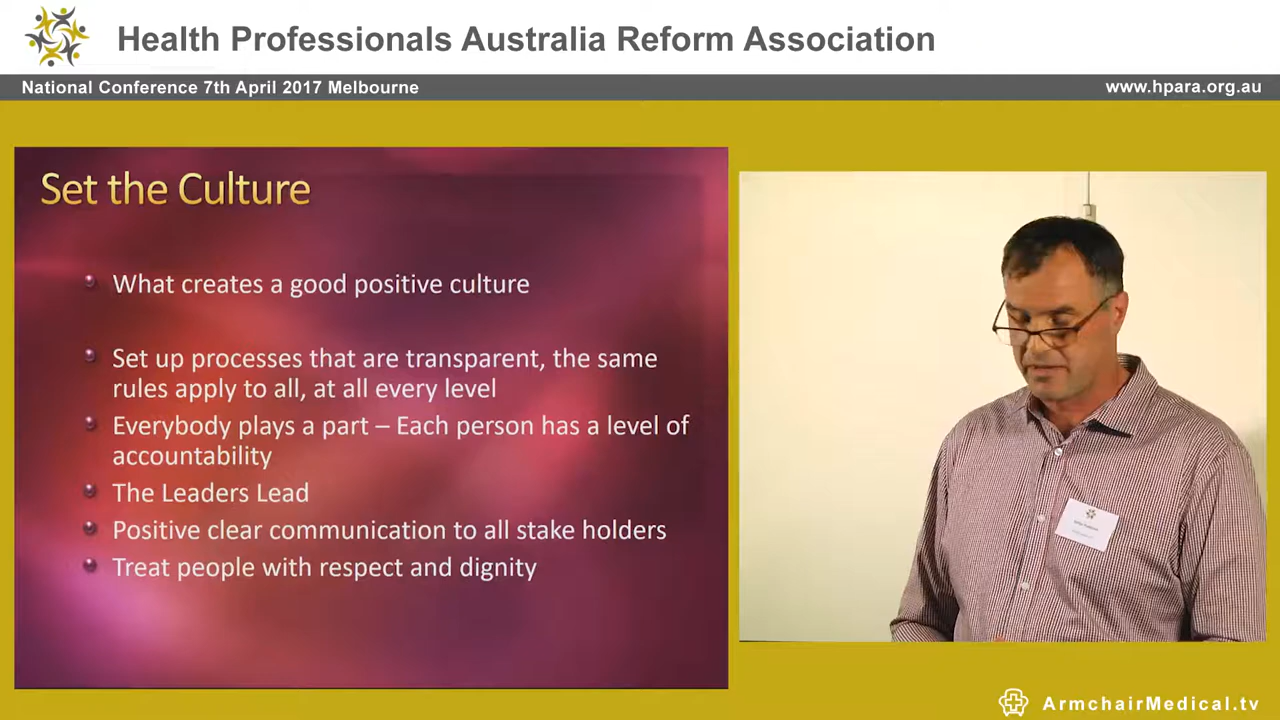 Health Professionals Australia Reform Association
National Conference 7th April 2017 Melbourne
www.hpara.org.au
Set the Culture
What creates a good positive culture
Set up processes that are transparent, the same
rules apply to all, at all every level
Everybody plays a part – Each person has a level of
accountability
The Leaders Lead
Positive clear communication to all stake holders
Treat people with respect and dignity
ArmchairMedical.tv